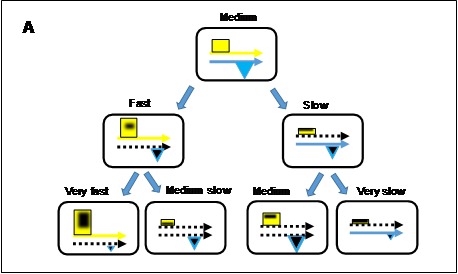 A
Medium
Fast
Slow
Very fast
Medium slow
Medium
Very slow